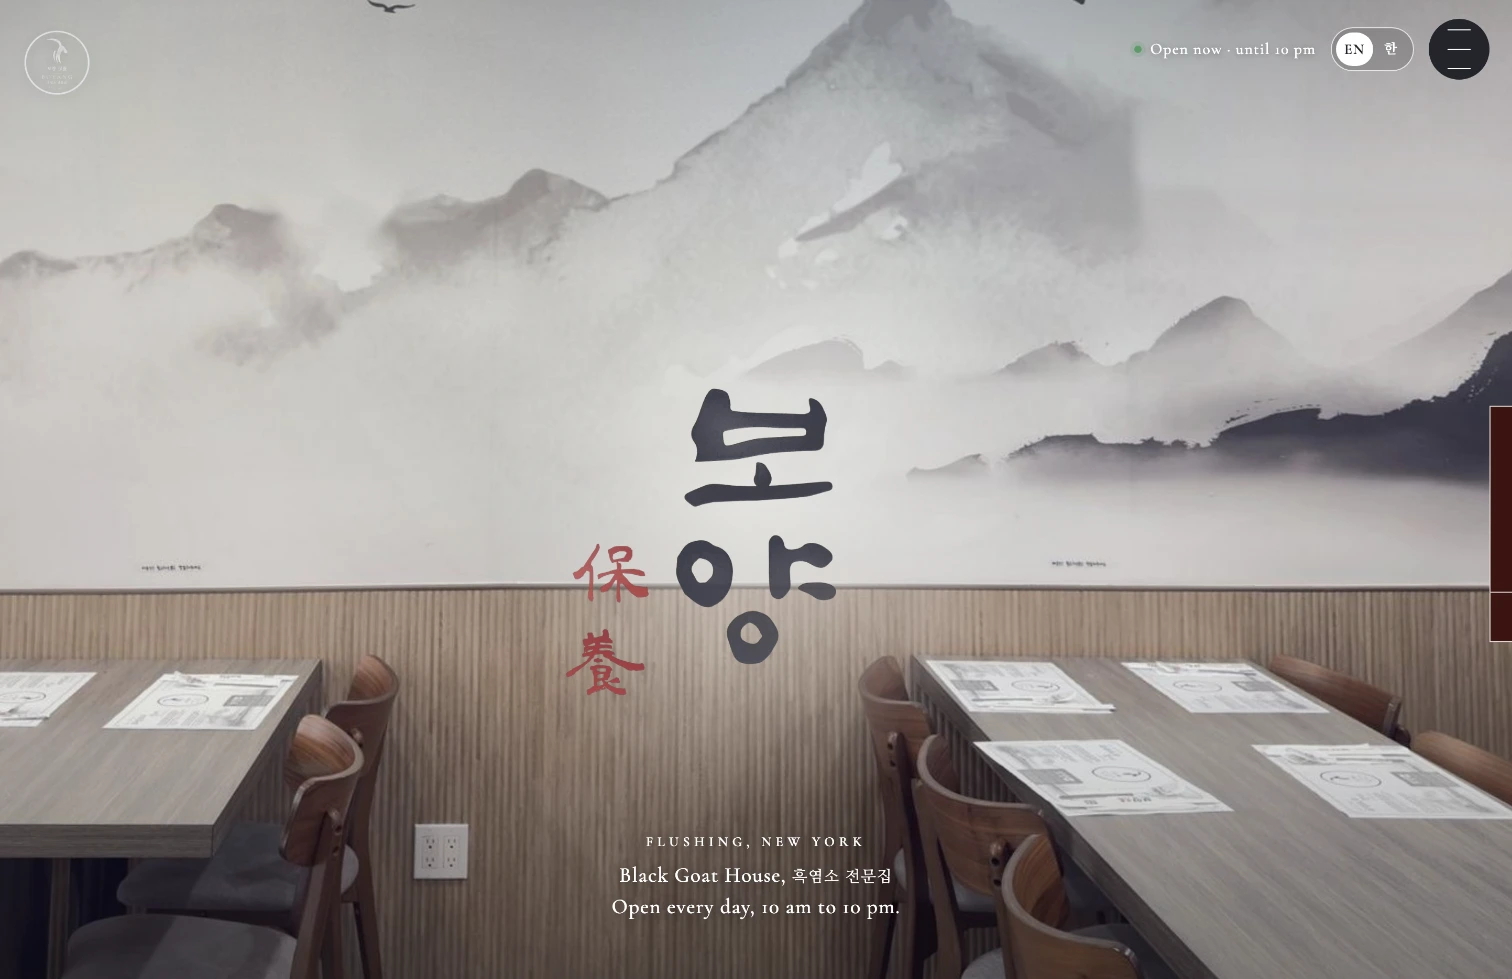 Open now · until 10 pm
EN 한
보양
保養
FLUSHING, NEW YORK
Black Goat House, 흑염소 전문집
Open every day, 10 am to 10 pm.